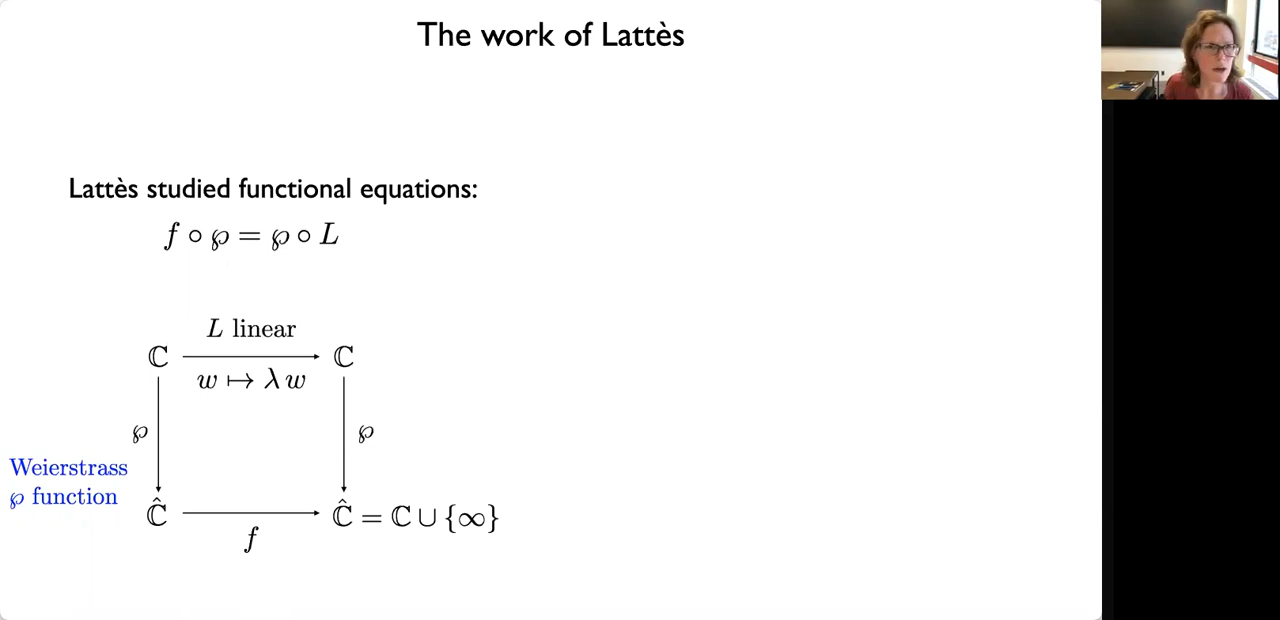 The work of Lattès
Lattès studied functional equations:
f ∘ ℘ = ℘ ∘ L
L linear
ℂ ℂ
w ↦ λ w
℘ ℘
Weierstrass
℘ function
Ĉ Ĉ = ℂ ∪ {∞}
f